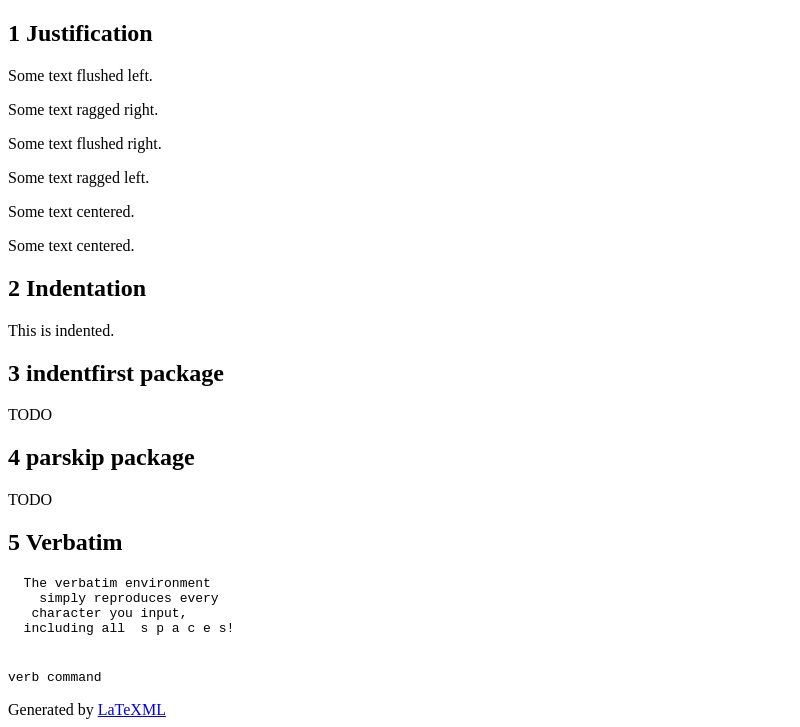 1 Justification
Some text flushed left.
Some text ragged right.
Some text flushed right.
Some text ragged left.
Some text centered.
Some text centered.
2 Indentation
This is indented.
3 indentfirst package
TODO
4 parskip package
TODO
5 Verbatim
  The verbatim environment
    simply reproduces every
   character you input,
  including all  s p a c e s!
verb command
Generated by LaTeXML